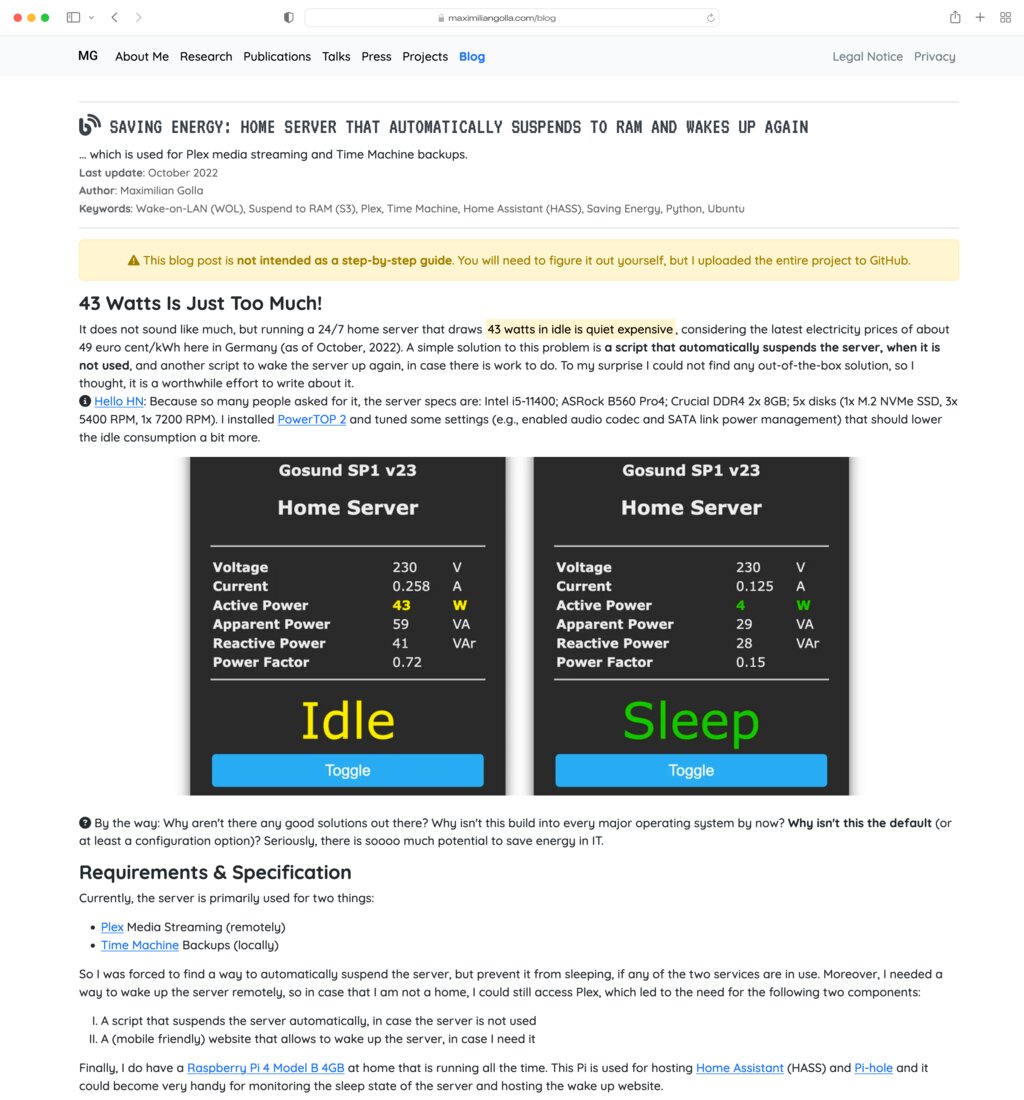 maximiliangolla.com/blog
MG About Me Research Publications Talks Press Projects Blog Legal Notice Privacy
SAVING ENERGY: HOME SERVER THAT AUTOMATICALLY SUSPENDS TO RAM AND WAKES UP AGAIN
... which is used for Plex media streaming and Time Machine backups.
Last update: October 2022
Author: Maximilian Golla
Keywords: Wake-on-LAN (WOL), Suspend to RAM (S3), Plex, Time Machine, Home Assistant (HASS), Saving Energy, Python, Ubuntu
This blog post is not intended as a step-by-step guide. You will need to figure it out yourself, but I uploaded the entire project to GitHub.
43 Watts Is Just Too Much!
It does not sound like much, but running a 24/7 home server that draws 43 watts in idle is quiet expensive, considering the latest electricity prices of about
49 euro cent/kWh here in Germany (as of October, 2022). A simple solution to this problem is a script that automatically suspends the server, when it is
not used, and another script to wake the server up again, in case there is work to do. To my surprise I could not find any out-of-the-box solution, so I
thought, it is a worthwhile effort to write about it.
Hello HN: Because so many people asked for it, the server specs are: Intel i5-11400; ASRock B560 Pro4; Crucial DDR4 2x 8GB; 5x disks (1x M.2 NVMe SSD, 3x
5400 RPM, 1x 7200 RPM). I installed PowerTOP 2 and tuned some settings (e.g., enabled audio codec and SATA link power management) that should lower
the idle consumption a bit more.
Gosund SP1 v23
Home Server
Voltage 230 V
Current 0.258 A
Active Power 43 W
Apparent Power 59 VA
Reactive Power 41 VAr
Power Factor 0.72
Idle
Toggle
Gosund SP1 v23
Home Server
Voltage 230 V
Current 0.125 A
Active Power 4 W
Apparent Power 29 VA
Reactive Power 28 VAr
Power Factor 0.15
Sleep
Toggle
By the way: Why aren't there any good solutions out there? Why isn't this build into every major operating system by now? Why isn't this the default (or
at least a configuration option)? Seriously, there is soooo much potential to save energy in IT.
Requirements & Specification
Currently, the server is primarily used for two things:
• Plex Media Streaming (remotely)
• Time Machine Backups (locally)
So I was forced to find a way to automatically suspend the server, but prevent it from sleeping, if any of the two services are in use. Moreover, I needed a
way to wake up the server remotely, so in case that I am not a home, I could still access Plex, which led to the need for the following two components:
I. A script that suspends the server automatically, in case the server is not used
II. A (mobile friendly) website that allows to wake up the server, in case I need it
Finally, I do have a Raspberry Pi 4 Model B 4GB at home that is running all the time. This Pi is used for hosting Home Assistant (HASS) and Pi-hole and it
could become very handy for monitoring the sleep state of the server and hosting the wake up website.